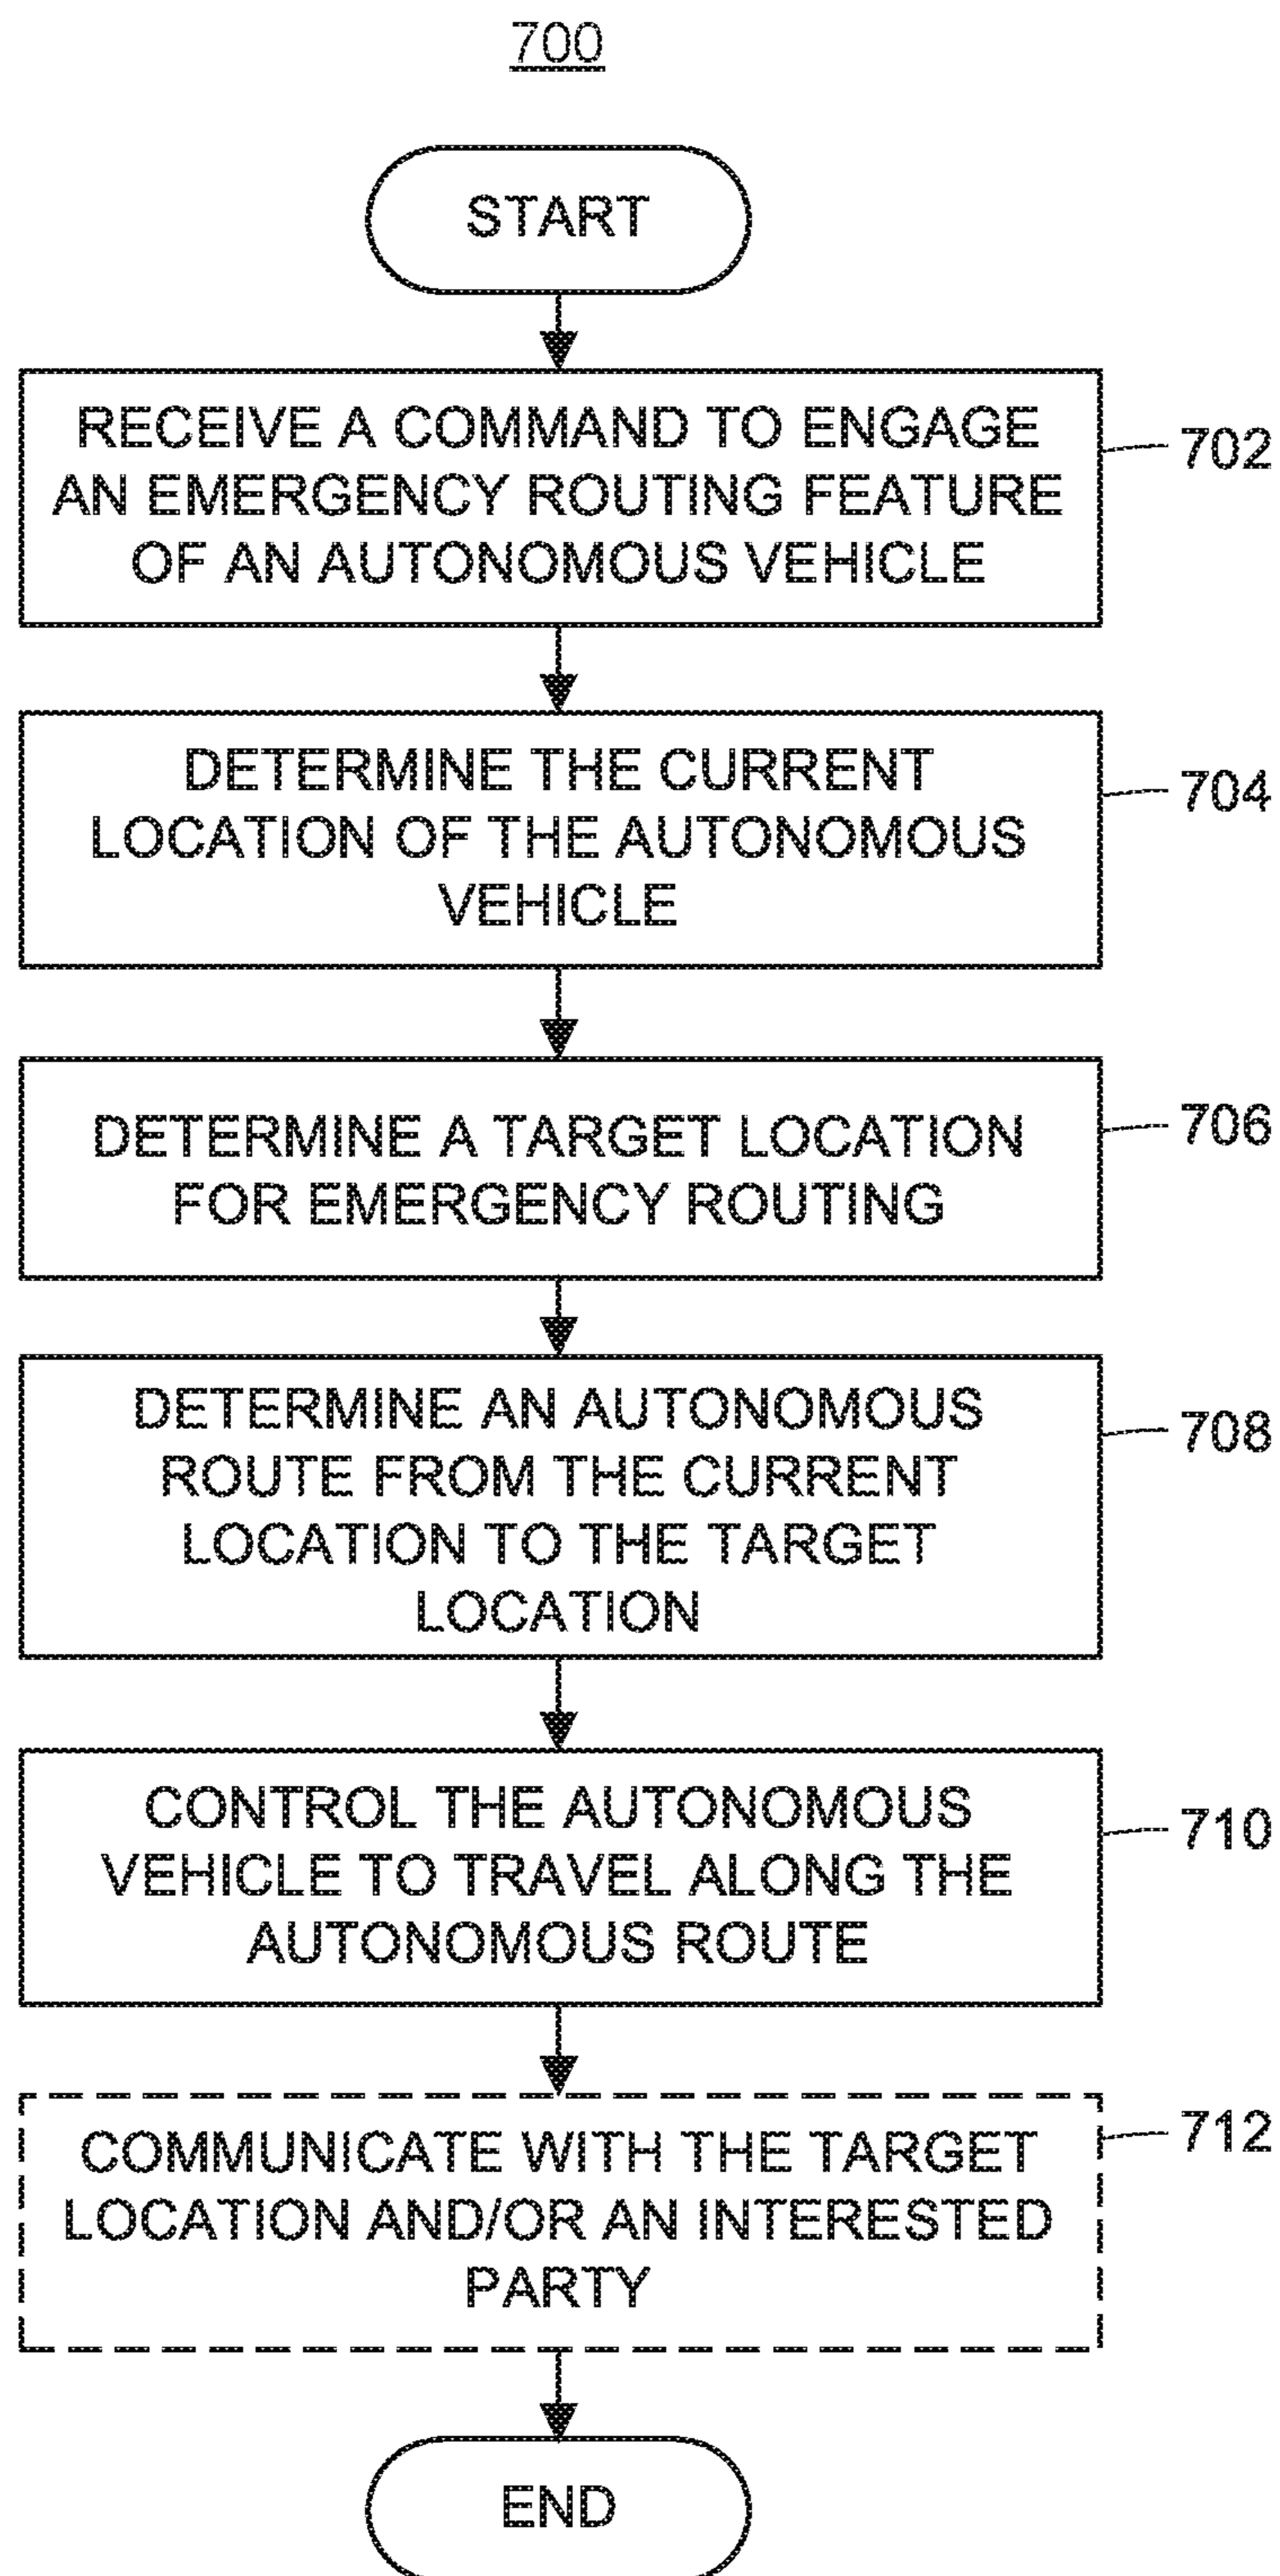 700
START
RECEIVE A COMMAND TO ENGAGE
AN EMERGENCY ROUTING FEATURE
OF AN AUTONOMOUS VEHICLE
702
DETERMINE THE CURRENT
LOCATION OF THE AUTONOMOUS
VEHICLE
704
DETERMINE A TARGET LOCATION
FOR EMERGENCY ROUTING
706
DETERMINE AN AUTONOMOUS
ROUTE FROM THE CURRENT
LOCATION TO THE TARGET
LOCATION
708
CONTROL THE AUTONOMOUS
VEHICLE TO TRAVEL ALONG THE
AUTONOMOUS ROUTE
710
COMMUNICATE WITH THE TARGET
LOCATION AND/OR AN INTERESTED
PARTY
712
END